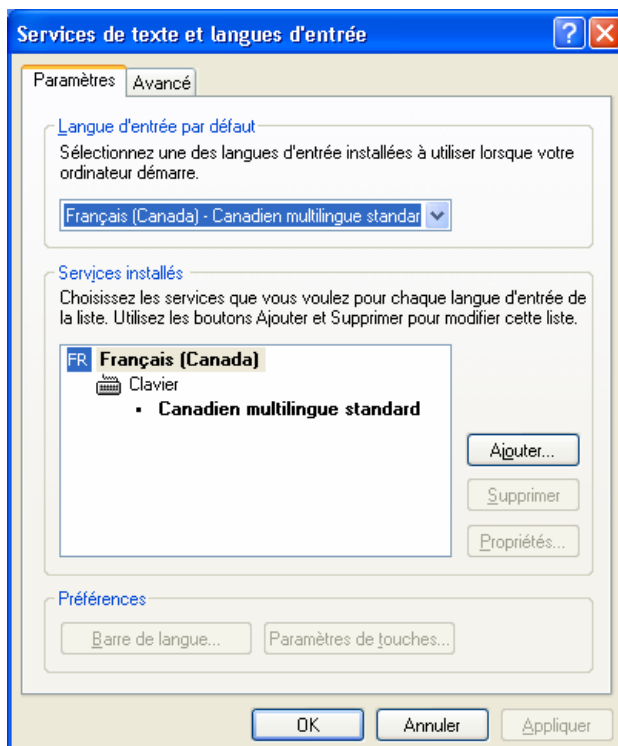 Services de texte et langues d'entrée
Paramètres
Avancé
Langue d'entrée par défaut
Sélectionnez une des langues d'entrée installées à utiliser lorsque votre
ordinateur démarre.
Français (Canada) - Canadien multilingue standar
Services installés
Choisissez les services que vous voulez pour chaque langue d'entrée de
la liste. Utilisez les boutons Ajouter et Supprimer pour modifier cette liste.
FR Français (Canada)
Clavier
• Canadien multilingue standard
Ajouter...
Supprimer
Propriétés...
Préférences
Barre de langue...
Paramètres de touches...
OK
Annuler
Appliquer